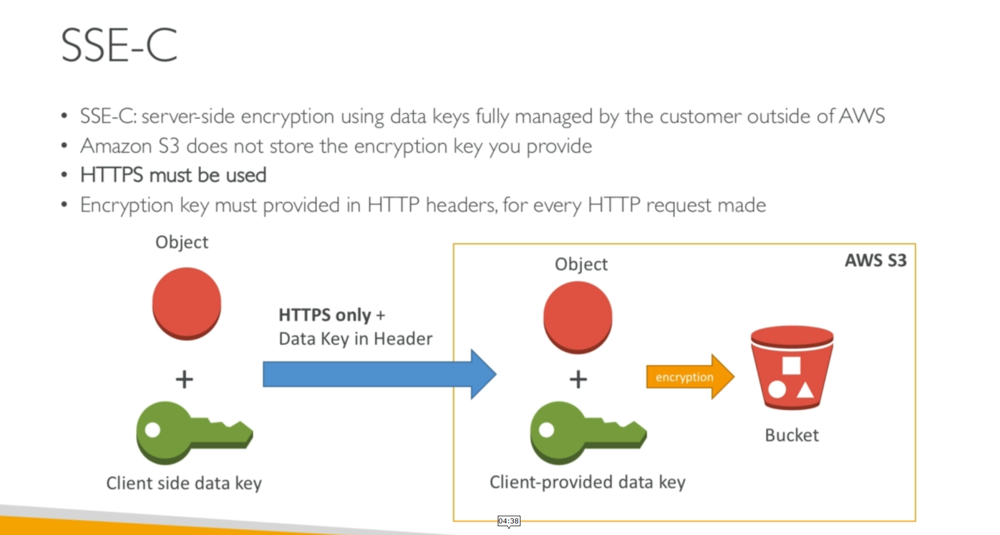 SSE-C
• SSE-C: server-side encryption using data keys fully managed by the customer outside of AWS
• Amazon S3 does not store the encryption key you provide
• HTTPS must be used
• Encryption key must provided in HTTP headers, for every HTTP request made
Object
HTTPS only +
Data Key in Header
+
Client side data key
AWS S3
Object
+
encryption
Client-provided data key
Bucket
04:38